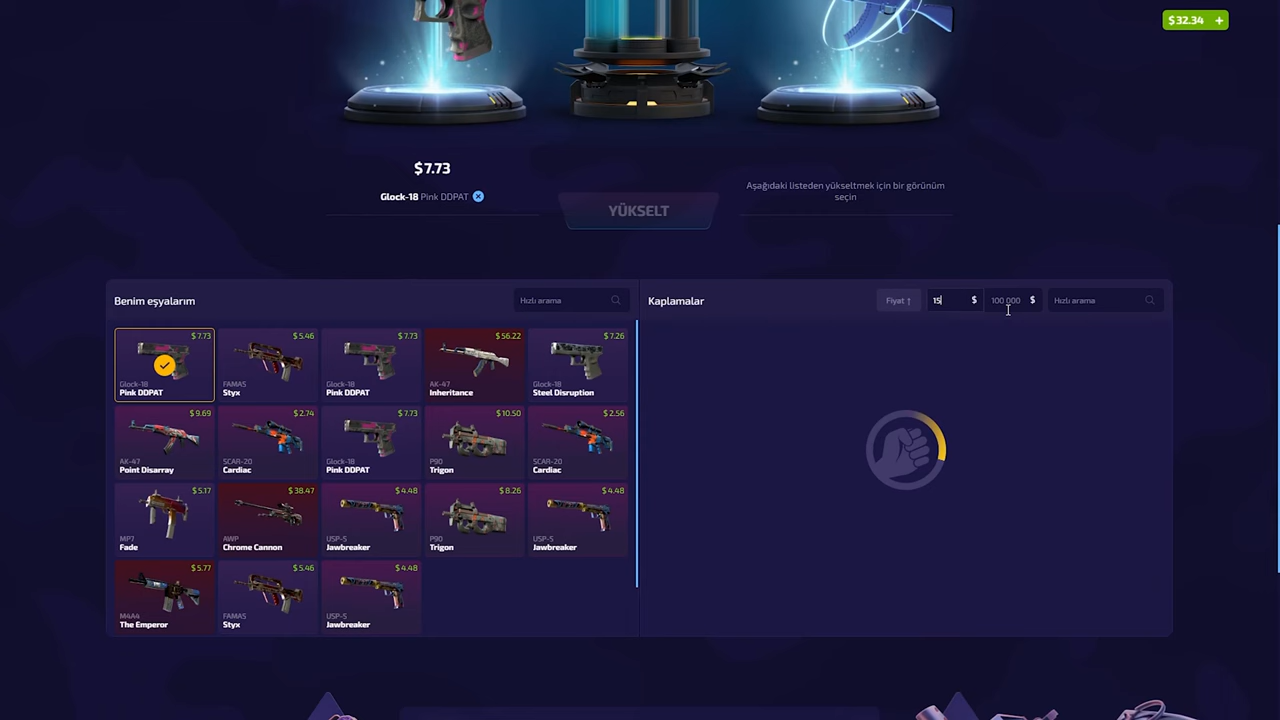 $32.34 +
$7.73
Glock-18 Pink DDPAT
Aşağıdaki listeden yükseltmek için bir görünüm
seçin
YÜKSELT
Benim eşyalarım
Hızlı arama
$7.73
Glock-18
Pink DDPAT
$5.46
FAMAS
Styx
$7.73
Glock-18
Pink DDPAT
$56.22
AK-47
Inheritance
$7.26
Glock-18
Steel Disruption
$9.69
AK-47
Point Disarray
$2.74
SCAR-20
Cardiac
$7.73
Glock-18
Pink DDPAT
$10.50
P90
Trigon
$2.56
SCAR-20
Cardiac
$5.17
MP7
Fade
$38.47
AWP
Chrome Cannon
$4.48
USP-S
Jawbreaker
$8.26
P90
Trigon
$4.48
USP-S
Jawbreaker
$5.77
M4A4
The Emperor
$5.46
FAMAS
Styx
$4.48
USP-S
Jawbreaker
Kaplamalar
Fiyat ↑
15 $
100 000 $
Hızlı arama